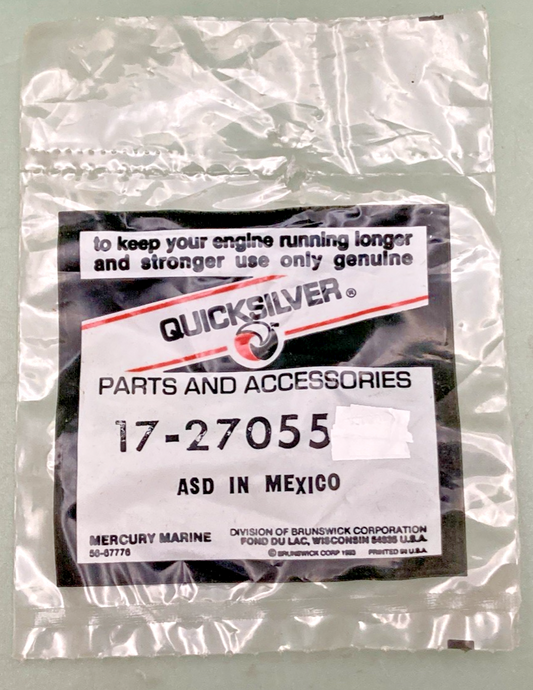 to keep your engine running longer
and stronger use only genuine
QUICKSILVER®
PARTS AND ACCESSORIES
17-27055
ASD IN MEXICO
MERCURY MARINE DIVISION OF BRUNSWICK CORPORATION
FOND DU LAC, WISCONSIN 54935 U.S.A.
© BRUNSWICK CORP 1993 PRINTED IN U.S.A.